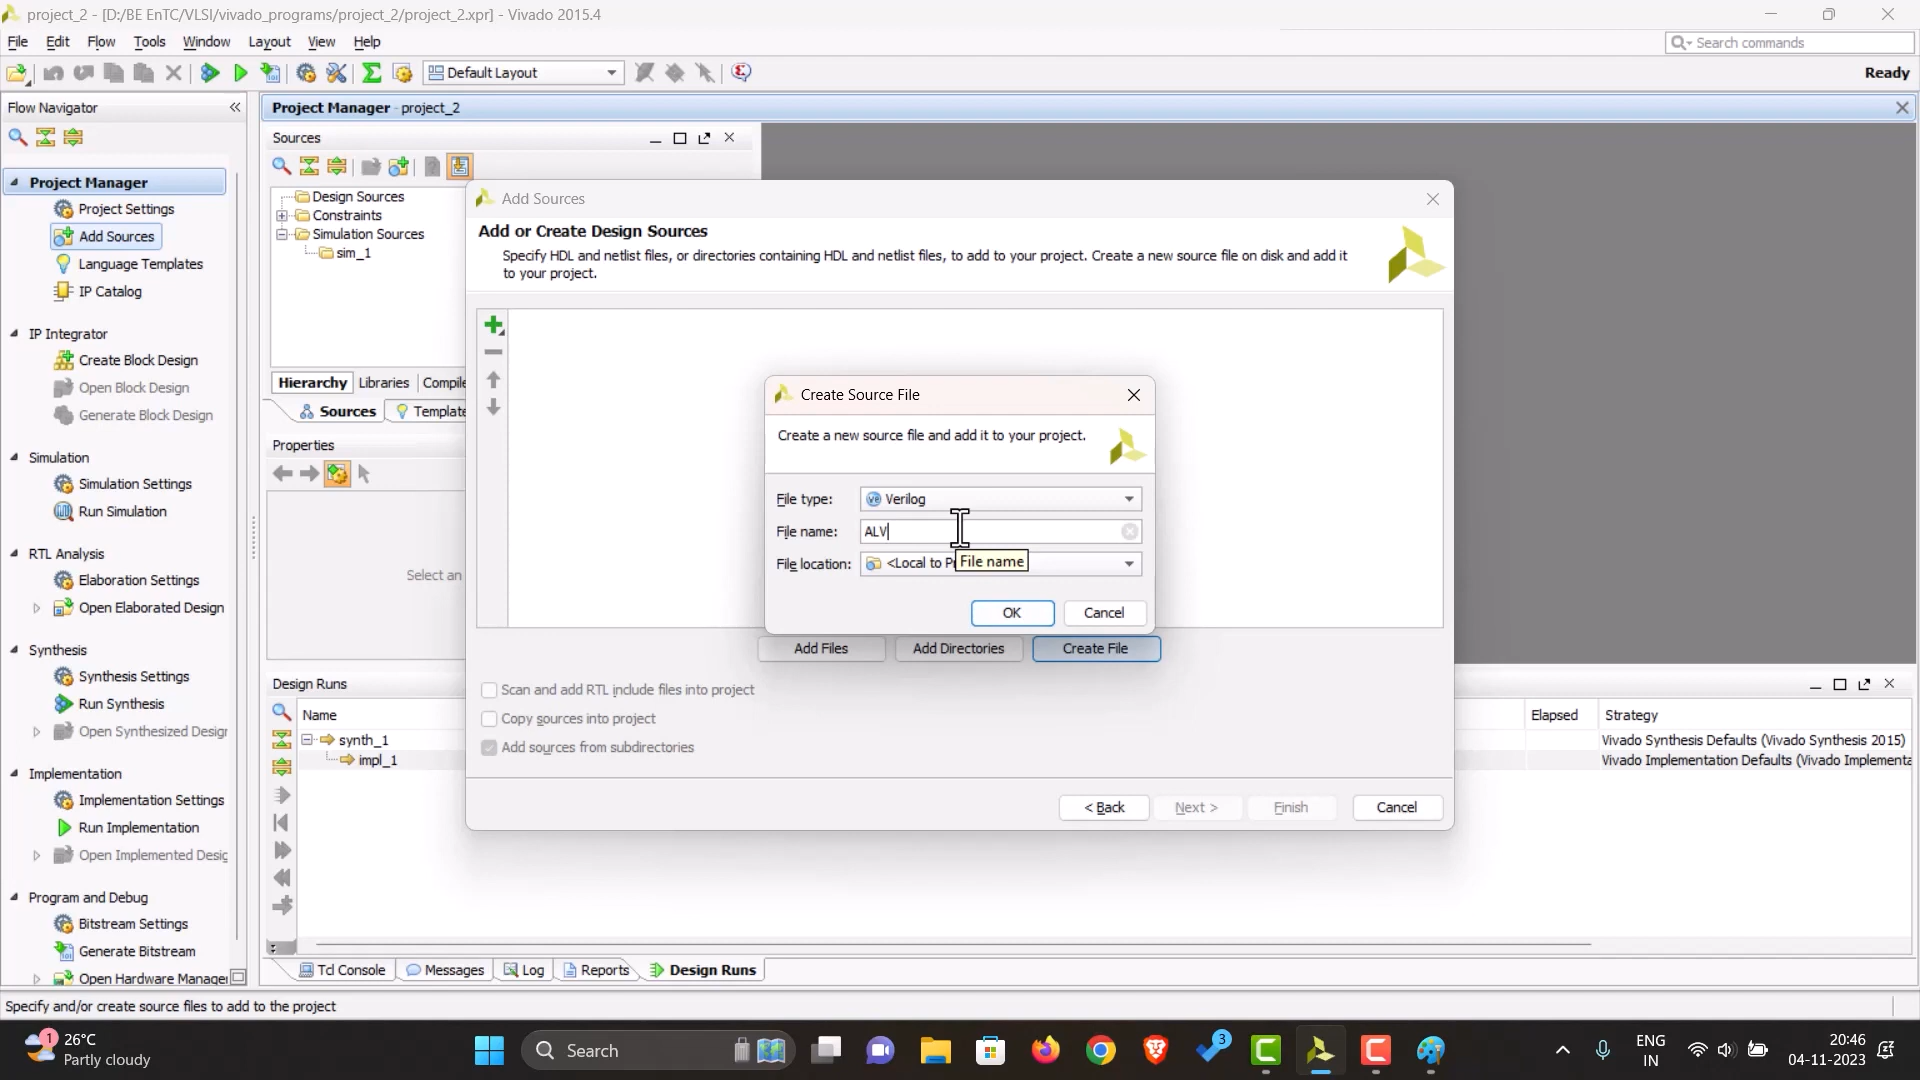 project_2 - [D:/BE EnTC/VLSI/vivado_programs/project_2/project_2.xpr] - Vivado 2015.4
File Edit Flow Tools Window Layout View Help
Search commands
Default Layout
Ready
Flow Navigator
Project Manager - project_2
Sources
Project Manager
Project Settings
Add Sources
Language Templates
IP Catalog
IP Integrator
Create Block Design
Open Block Design
Generate Block Design
Simulation
Simulation Settings
Run Simulation
RTL Analysis
Elaboration Settings
Open Elaborated Design
Synthesis
Synthesis Settings
Run Synthesis
Open Synthesized Desigr
Implementation
Implementation Settings
Run Implementation
Open Implemented Desig
Program and Debug
Bitstream Settings
Generate Bitstream
Open Hardware Manager
Design Sources
Constraints
Simulation Sources
sim_1
Hierarchy Libraries Compile
Sources Template
Properties
Select an
Add Sources
Add or Create Design Sources
Specify HDL and netlist files, or directories containing HDL and netlist files, to add to your project. Create a new source file on disk and add it
to your project.
Create Source File
Create a new source file and add it to your project.
File type: Verilog
File name: ALV
File location: <Local to Pr
File name
OK Cancel
Add Files Add Directories Create File
Scan and add RTL include files into project
Copy sources into project
Add sources from subdirectories
< Back Next > Finish Cancel
Design Runs
Name Elapsed Strategy
synth_1 Vivado Synthesis Defaults (Vivado Synthesis 2015)
impl_1 Vivado Implementation Defaults (Vivado Implementa
Tcl Console Messages Log Reports Design Runs
Specify and/or create source files to add to the project
1
26°C
Partly cloudy
Search
3
ENG
IN
20:46
04-11-2023